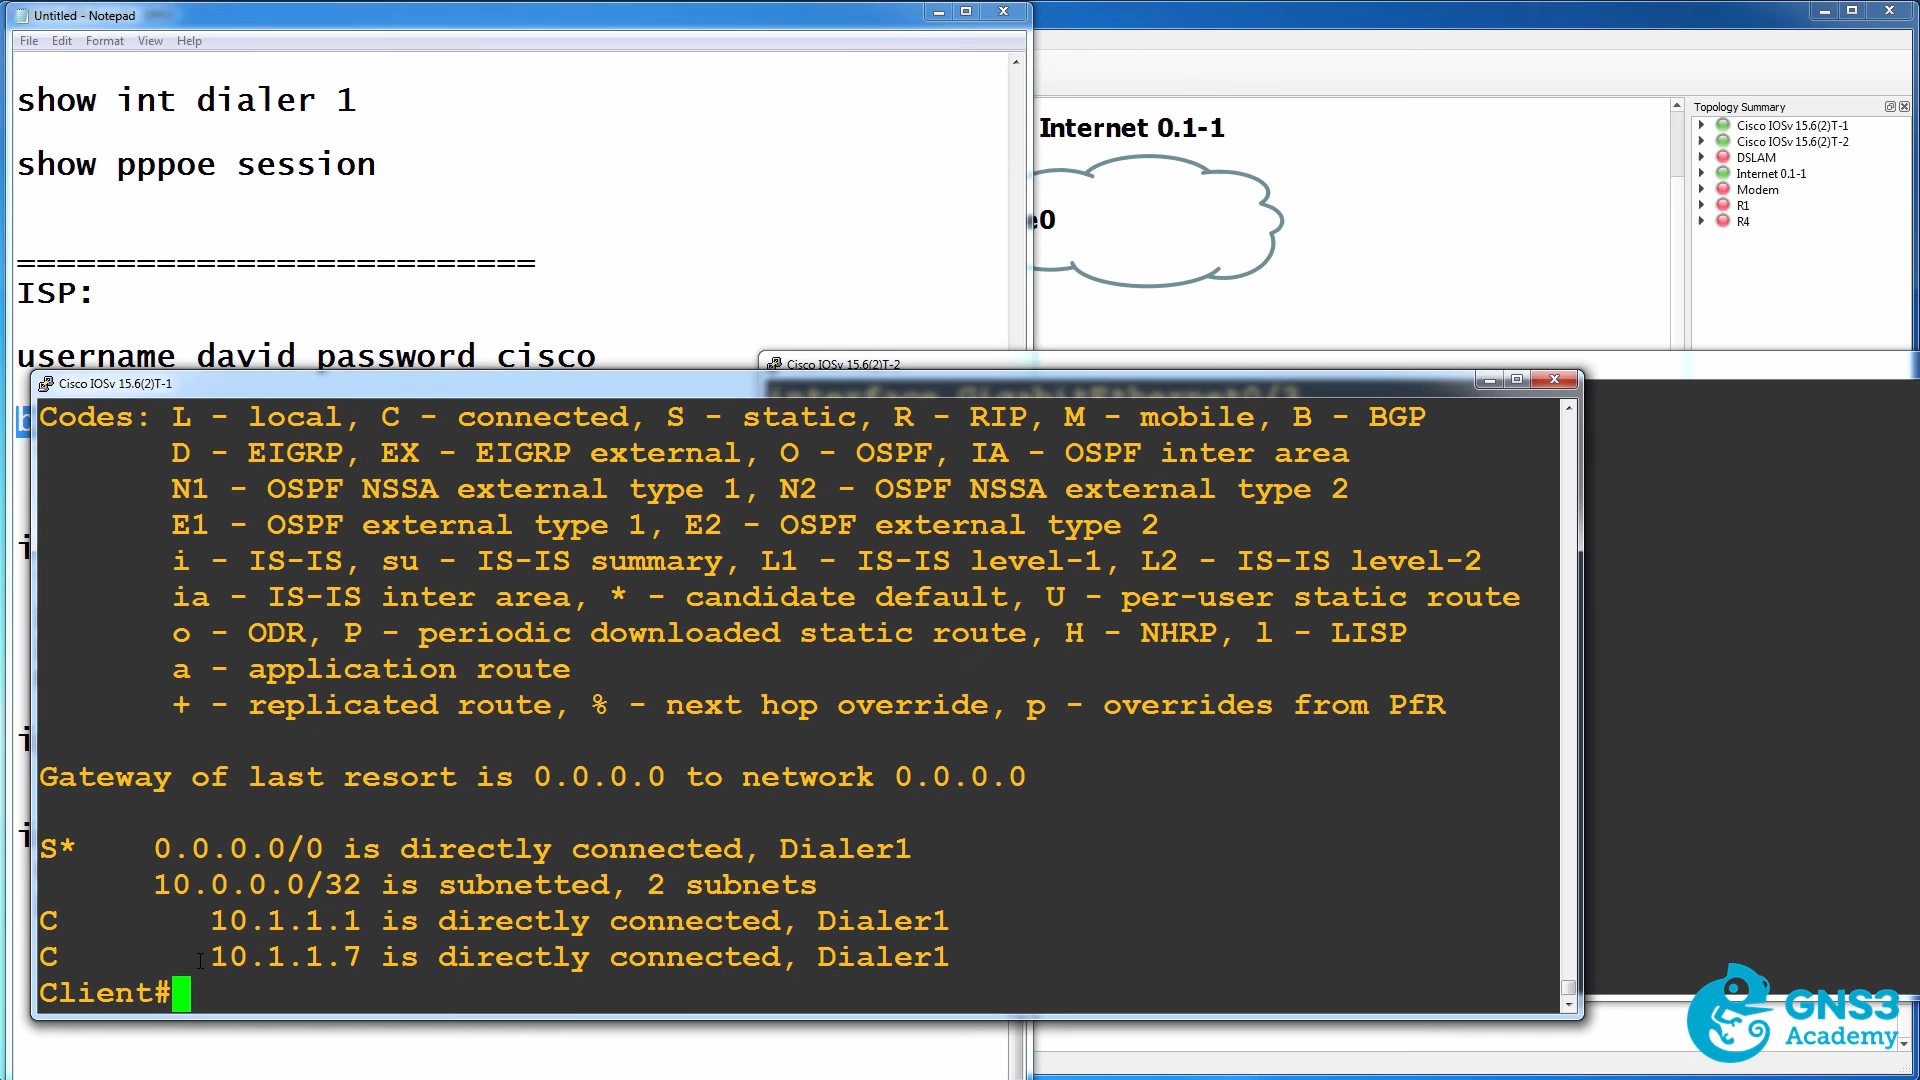 Untitled - Notepad
File Edit Format View Help
show int dialer 1
show pppoe session
==========================
ISP:
username david password cisco
Internet 0.1-1
e0
Topology Summary
Cisco IOSv 15.6(2)T-1
Cisco IOSv 15.6(2)T-2
DSLAM
Internet 0.1-1
Modem
R1
R4
Cisco IOSv 15.6(2)T-2
Cisco IOSv 15.6(2)T-1
Codes: L - local, C - connected, S - static, R - RIP, M - mobile, B - BGP
D - EIGRP, EX - EIGRP external, O - OSPF, IA - OSPF inter area
N1 - OSPF NSSA external type 1, N2 - OSPF NSSA external type 2
E1 - OSPF external type 1, E2 - OSPF external type 2
i - IS-IS, su - IS-IS summary, L1 - IS-IS level-1, L2 - IS-IS level-2
ia - IS-IS inter area, * - candidate default, U - per-user static route
o - ODR, P - periodic downloaded static route, H - NHRP, l - LISP
a - application route
+ - replicated route, % - next hop override, p - overrides from PfR
Gateway of last resort is 0.0.0.0 to network 0.0.0.0
S* 0.0.0.0/0 is directly connected, Dialer1
10.0.0.0/32 is subnetted, 2 subnets
C 10.1.1.1 is directly connected, Dialer1
C 10.1.1.7 is directly connected, Dialer1
Client#
GNS3
Academy